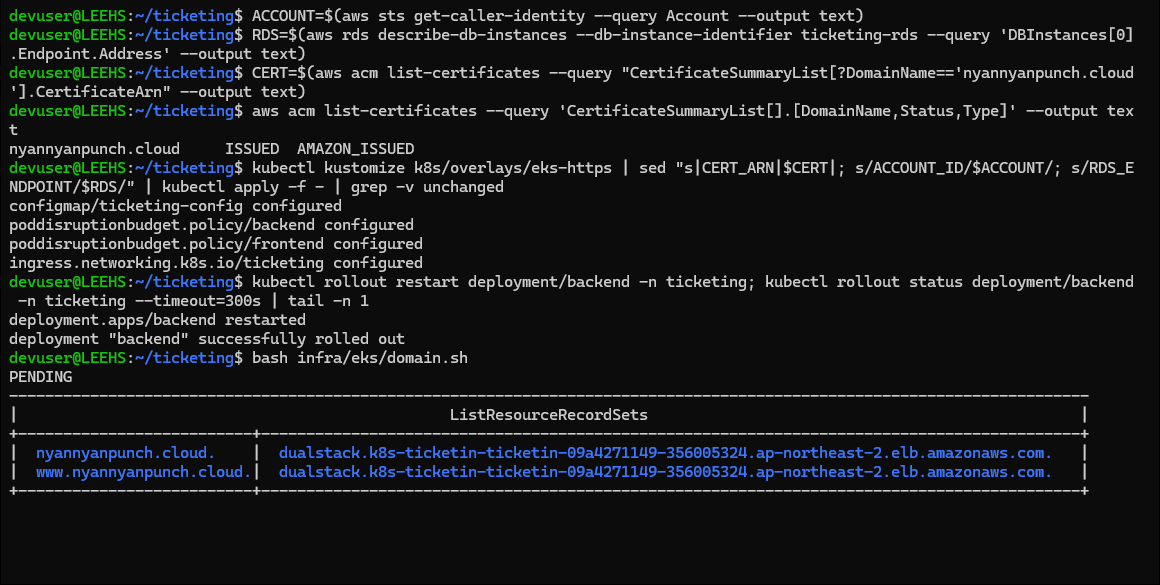 devuser@LEEHS:~/ticketing$ ACCOUNT=$(aws sts get-caller-identity --query Account --output text)
devuser@LEEHS:~/ticketing$ RDS=$(aws rds describe-db-instances --db-instance-identifier ticketing-rds --query 'DBInstances[0]
.Endpoint.Address' --output text)
devuser@LEEHS:~/ticketing$ CERT=$(aws acm list-certificates --query "CertificateSummaryList[?DomainName=='nyannyanpunch.cloud
'].CertificateArn" --output text)
devuser@LEEHS:~/ticketing$ aws acm list-certificates --query 'CertificateSummaryList[].[DomainName,Status,Type]' --output tex
t
nyannyanpunch.cloud     ISSUED  AMAZON_ISSUED
devuser@LEEHS:~/ticketing$ kubectl kustomize k8s/overlays/eks-https | sed "s|CERT_ARN|$CERT|; s/ACCOUNT_ID/$ACCOUNT/; s/RDS_E
NDPOINT/$RDS/" | kubectl apply -f - | grep -v unchanged
configmap/ticketing-config configured
poddisruptionbudget.policy/backend configured
poddisruptionbudget.policy/frontend configured
ingress.networking.k8s.io/ticketing configured
devuser@LEEHS:~/ticketing$ kubectl rollout restart deployment/backend -n ticketing; kubectl rollout status deployment/backend
 -n ticketing --timeout=300s | tail -n 1
deployment.apps/backend restarted
deployment "backend" successfully rolled out
devuser@LEEHS:~/ticketing$ bash infra/eks/domain.sh
PENDING
ListResourceRecordSets
| nyannyanpunch.cloud. | dualstack.k8s-ticketin-ticketin-09a4271149-356005324.ap-northeast-2.elb.amazonaws.com. |
| www.nyannyanpunch.cloud. | dualstack.k8s-ticketin-ticketin-09a4271149-356005324.ap-northeast-2.elb.amazonaws.com. |